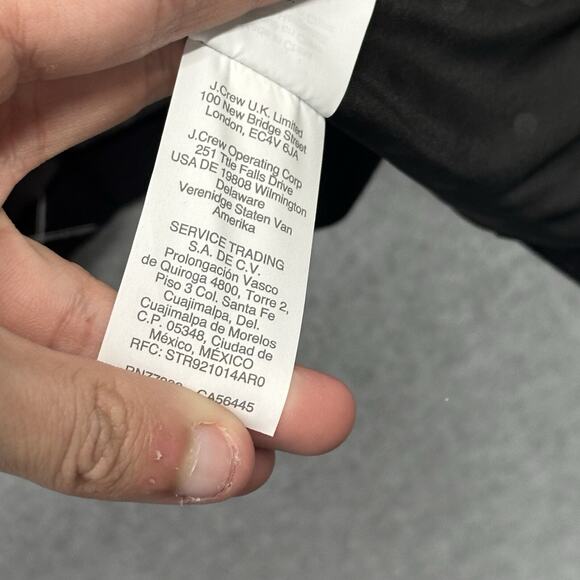 J.Crew U.K. Limited
100 New Bridge Street
London, EC4V 6JA
J.Crew Operating Corp
251 Ttle Falls Drive
USA DE 19808 Wilmington
Delaware
Verenidge Staten Van
Amerika
SERVICE TRADING
S.A. DE C.V.
Prolongación Vasco
de Quiroga 4800, Torre 2,
Piso 3 Col. Santa Fe
Cuajimalpa, Del.
Cuajimalpa de Morelos
C.P. 05348, Ciudad de
México, MÉXICO
RFC: STR921014AR0
CA56445